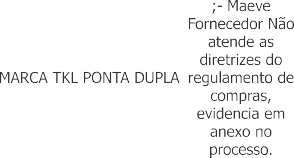 MARCA TKL PONTA DUPLA
;- Maeve
Fornecedor Não
atende as
diretrizes do
regulamento de
compras,
evidencia em
anexo no
processo.